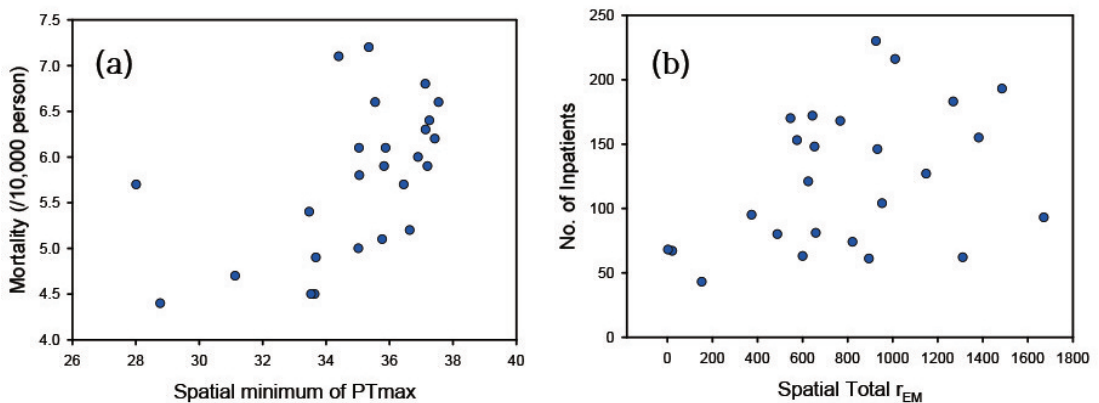 (a)
Mortality (/10,000 person)
7.5
7.0
6.5
6.0
5.5
5.0
4.5
4.0
26 28 30 32 34 36 38 40
Spatial minimum of PTmax
(b)
No. of Inpatients
250
200
150
100
50
0
0 200 400 600 800 1000 1200 1400 1600 1800
Spatial Total r_EM